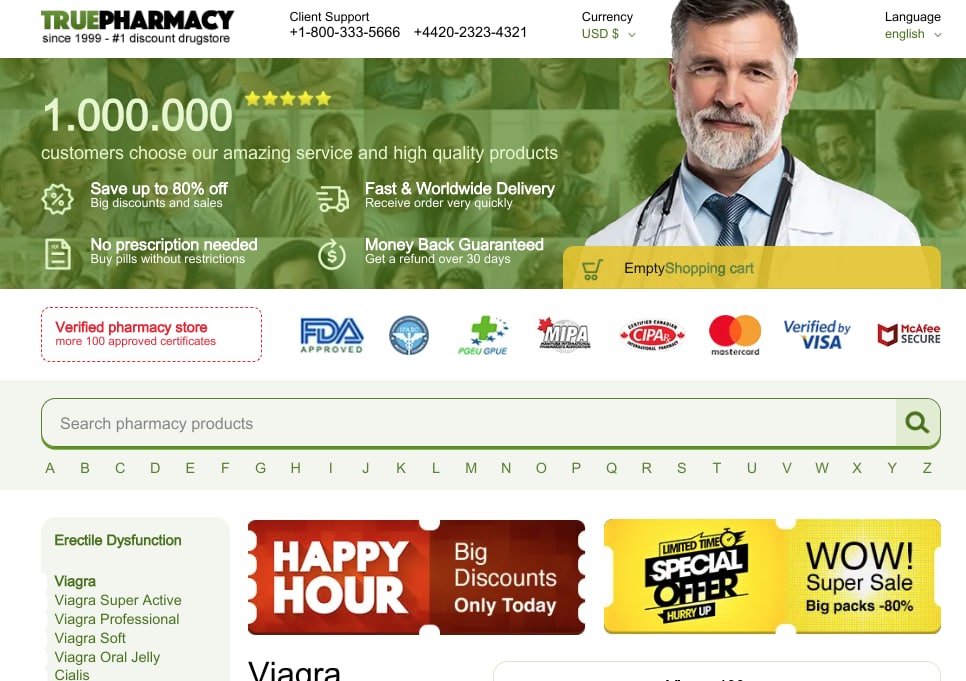 TRUEPHARMACY
since 1999 - #1 discount drugstore
Client Support
+1-800-333-5666 +4420-2323-4321
Currency
USD $
Language
english
1.000.000
customers choose our amazing service and high quality products
Save up to 80% off
Big discounts and sales
Fast & Worldwide Delivery
Receive order very quickly
No prescription needed
Buy pills without restrictions
Money Back Guaranteed
Get a refund over 30 days
EmptyShopping cart
Verified pharmacy store
more 100 approved certificates
FDA
APPROVED
PGEU GPUE
MIPA
CERTIFIED CANADIAN
CIPA
INTERNATIONAL PHARMACY
mastercard
Verified by
VISA
McAfee
SECURE
Search pharmacy products
A B C D E F G H I J K L M N O P Q R S T U V W X Y Z
Erectile Dysfunction
Viagra
Viagra Super Active
Viagra Professional
Viagra Soft
Viagra Oral Jelly
Cialis
HAPPY
HOUR
Big
Discounts
Only Today
LIMITED TIME
SPECIAL
OFFER
HURRY UP
WOW!
Super Sale
Big packs -80%
Viagra